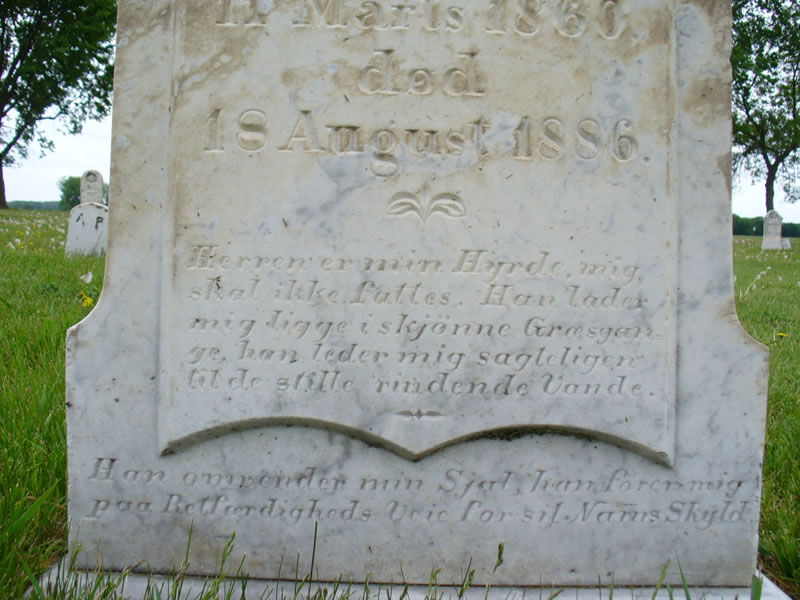 11 Marts 1860
død
18 August 1886.
Herren er min Hyrde, mig
skal ikke fattes. Han lader
mig ligge i skjönne Græsgan-
ge, han leder mig sagteligen
til de stille rindende Vande.
Han omvender min Sjæl, han förer mig
paa Retfærdigheds Veie for sit Navns Skyld
A P